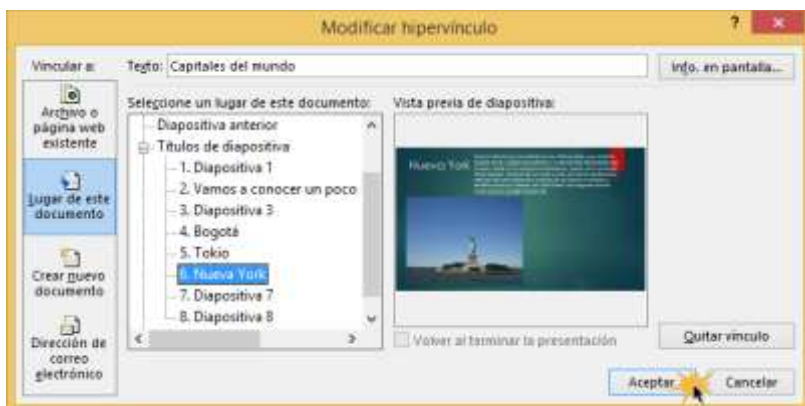 Modificar hipervínculo
?
Vincular a:
Texto: Capitales del mundo
Info. en pantalla...
Archivo o
página web
existente
Lugar de este
documento
Crear nuevo
documento
Dirección de
correo
electrónico
Seleccione un lugar de este documento:
Diapositiva anterior
Títulos de diapositiva
1. Diapositiva 1
2. Vamos a conocer un poco
3. Diapositiva 3
4. Bogotá
5. Tokio
6. Nueva York
7. Diapositiva 7
8. Diapositiva 8
Vista previa de diapositiva:
Nueva York
Volver al terminar la presentación
Quitar vínculo
Aceptar
Cancelar